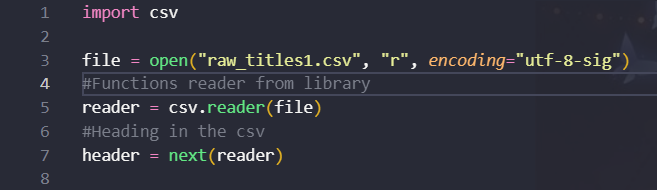 1 import csv
2
3 file = open("raw_titles1.csv", "r", encoding="utf-8-sig")
4 #Functions reader from library
5 reader = csv.reader(file)
6 #Heading in the csv
7 header = next(reader)
8